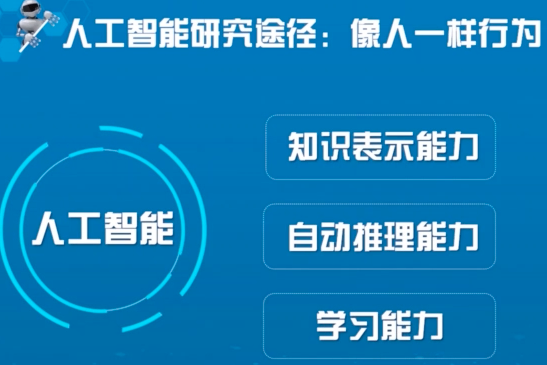 人工智能研究途径：像人一样行为
知识表示能力
人工智能
自动推理能力
学习能力